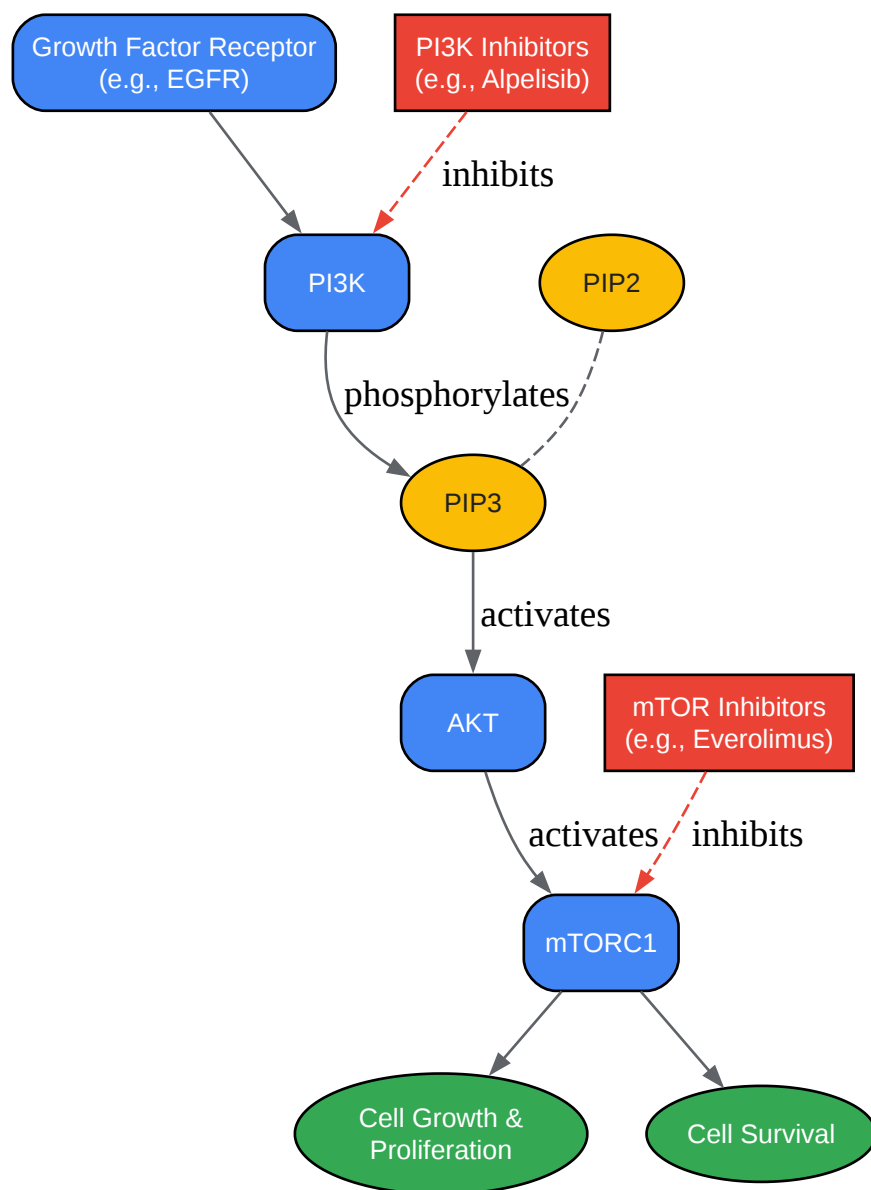 Growth Factor Receptor
(e.g., EGFR)
PI3K Inhibitors
(e.g., Alpelisib)
inhibits
PI3K
PIP2
phosphorylates
PIP3
activates
AKT
mTOR Inhibitors
(e.g., Everolimus)
activates
inhibits
mTORC1
Cell Growth &
Proliferation
Cell Survival